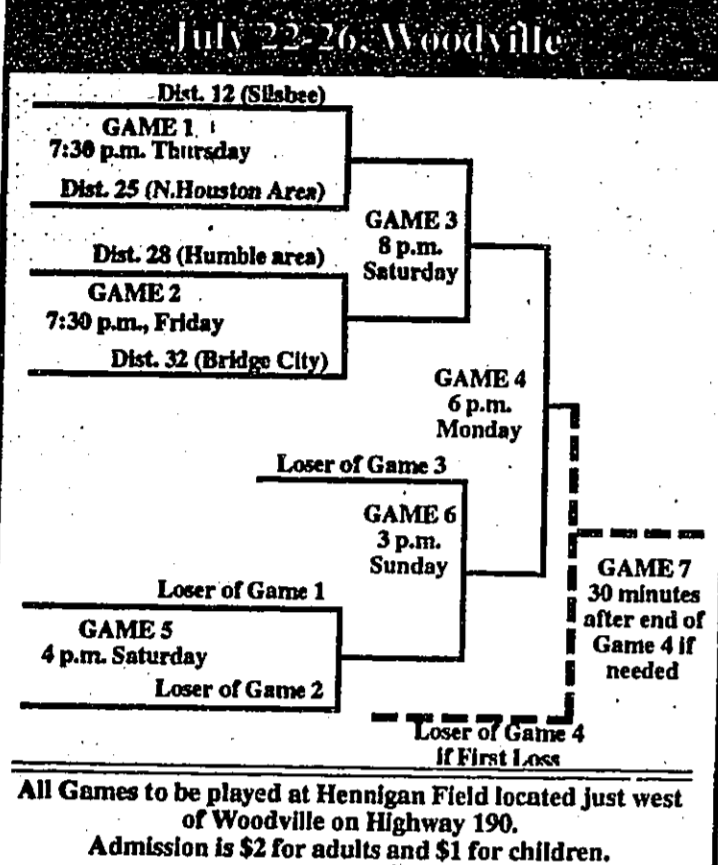 July 22-26, Woodville
Dist. 12 (Silsbee)
GAME 1
7:30 p.m. Thursday
Dist. 25 (N.Houston Area)
Dist. 28 (Humble area)
GAME 2
7:30 p.m., Friday
Dist. 32 (Bridge City)
GAME 3
8 p.m.
Saturday
GAME 4
6 p.m.
Monday
Loser of Game 3
GAME 6
3 p.m.
Sunday
Loser of Game 1
GAME 5
4 p.m. Saturday
Loser of Game 2
GAME 7
30 minutes
after end of
Game 4 if
needed
Loser of Game 4
if First Loss
All Games to be played at Hennigan Field located just west
of Woodville on Highway 190.
Admission is $2 for adults and $1 for children.